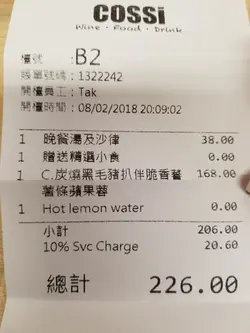 COSSi
Wine · Food · Drink
檯號 : B2
賬單號碼 : 1322242
開檯員工 : Tak
開檯時間 : 08/02/2018 20:09:02
1 晚餐湯及沙律 38.00
1 贈送精選小食 0.00
1 C.炭燒黑毛豬扒伴脆香薯 168.00
薯條蘋果蓉
1 Hot lemon water 0.00
小計 206.00
10% Svc Charge 20.60
總計 226.00